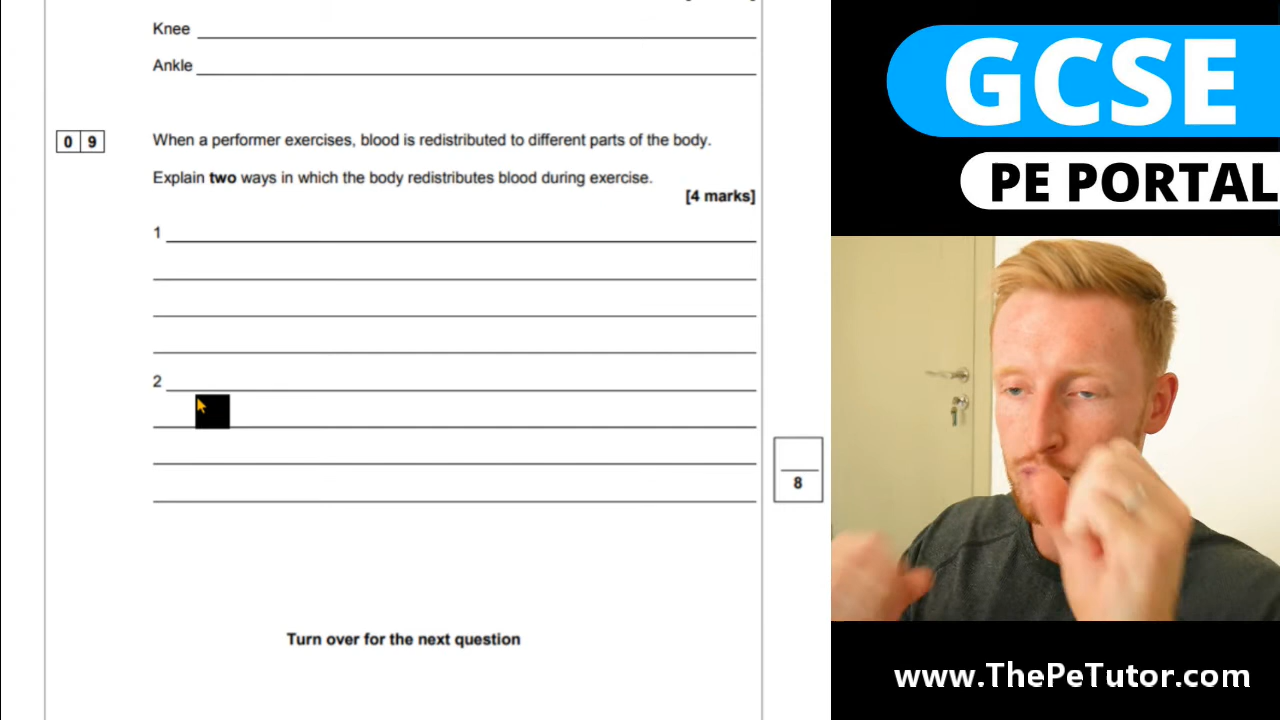 Knee
Ankle
0 9
When a performer exercises, blood is redistributed to different parts of the body.
Explain two ways in which the body redistributes blood during exercise.
[4 marks]
1
2
8
Turn over for the next question
GCSE
PE PORTAL
www.ThePeTutor.com